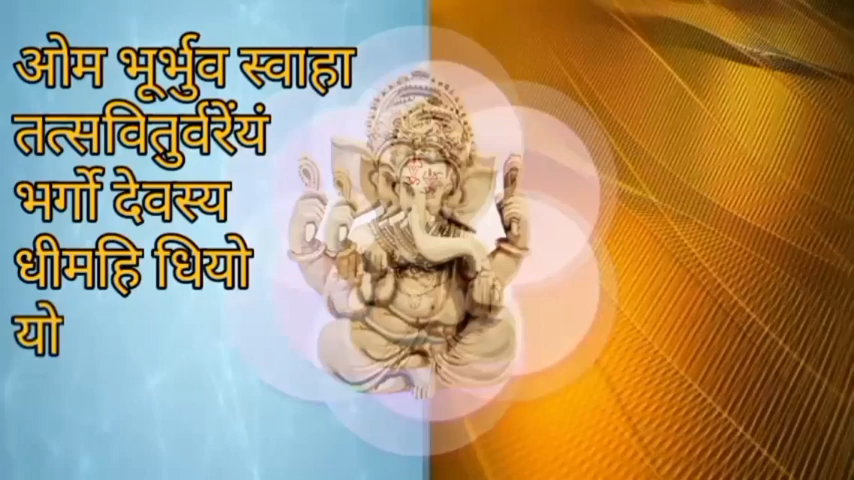 ओम भूर्भुव स्वाहा
तत्सवितुर्वरेंयं
भर्गो देवस्य
धीमहि धियो
यो